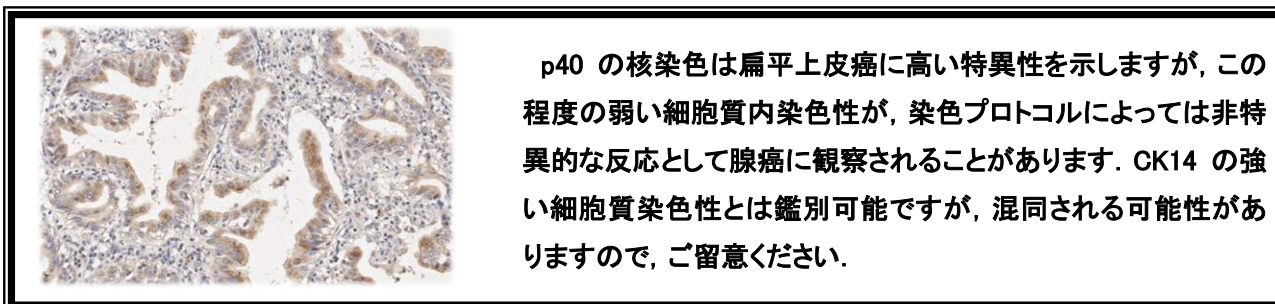 p40 の核染色は扁平上皮癌に高い特異性を示しますが, この
程度の弱い細胞質内染色性が, 染色プロトコルによっては非特
異的な反応として腺癌に観察されることがあります. CK14 の強
い細胞質染色性とは鑑別可能ですが, 混同される可能性があ
りますので, ご留意ください.